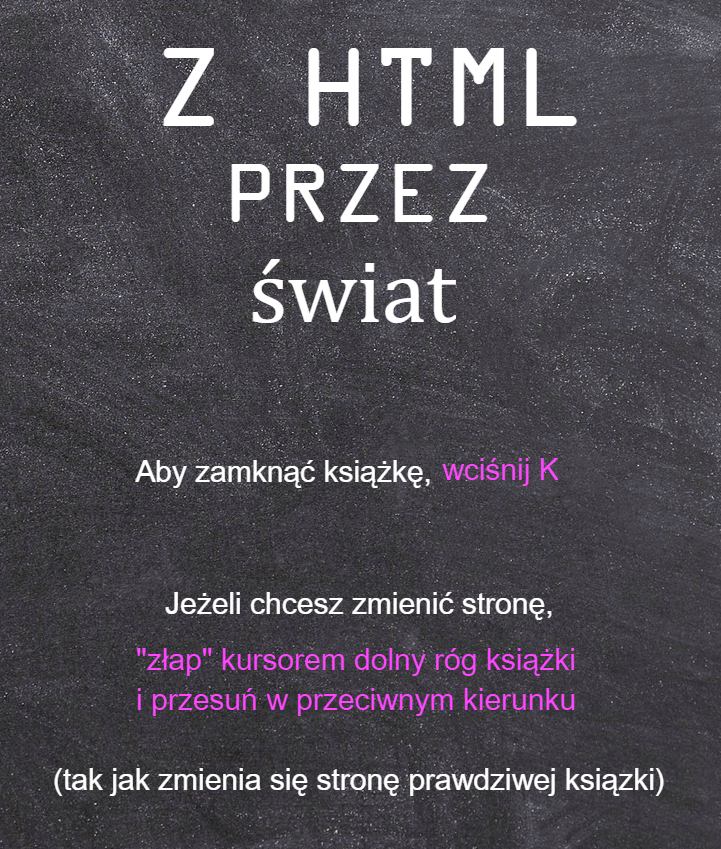 Z HTML
PRZEZ
świat
Aby zamknąć książkę, wciśnij K
Jeżeli chcesz zmienić stronę,
"złap" kursorem dolny róg książki
i przesuń w przeciwnym kierunku
(tak jak zmienia się stronę prawdziwej ksiązki)